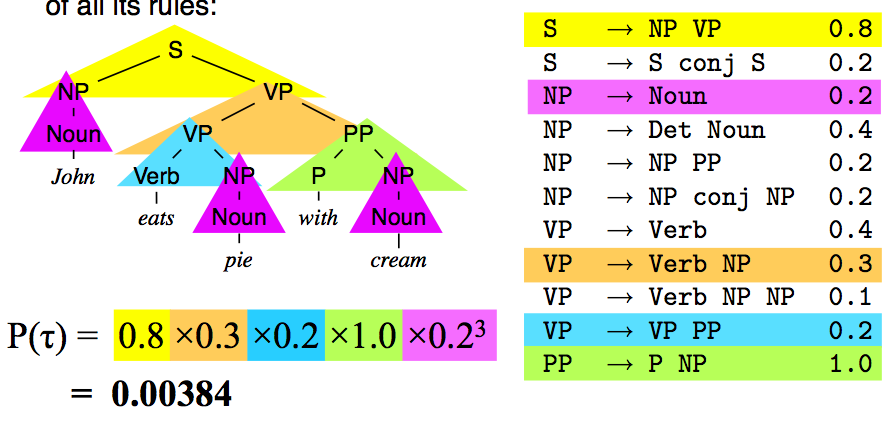 of all its rules:
S
NP VP
Noun VP PP
John Verb NP P NP
eats Noun with Noun
pie cream
P(τ) = 0.8 ×0.3 ×0.2 ×1.0 ×0.2³
= 0.00384
S → NP VP 0.8
S → S conj S 0.2
NP → Noun 0.2
NP → Det Noun 0.4
NP → NP PP 0.2
NP → NP conj NP 0.2
VP → Verb 0.4
VP → Verb NP 0.3
VP → Verb NP NP 0.1
VP → VP PP 0.2
PP → P NP 1.0